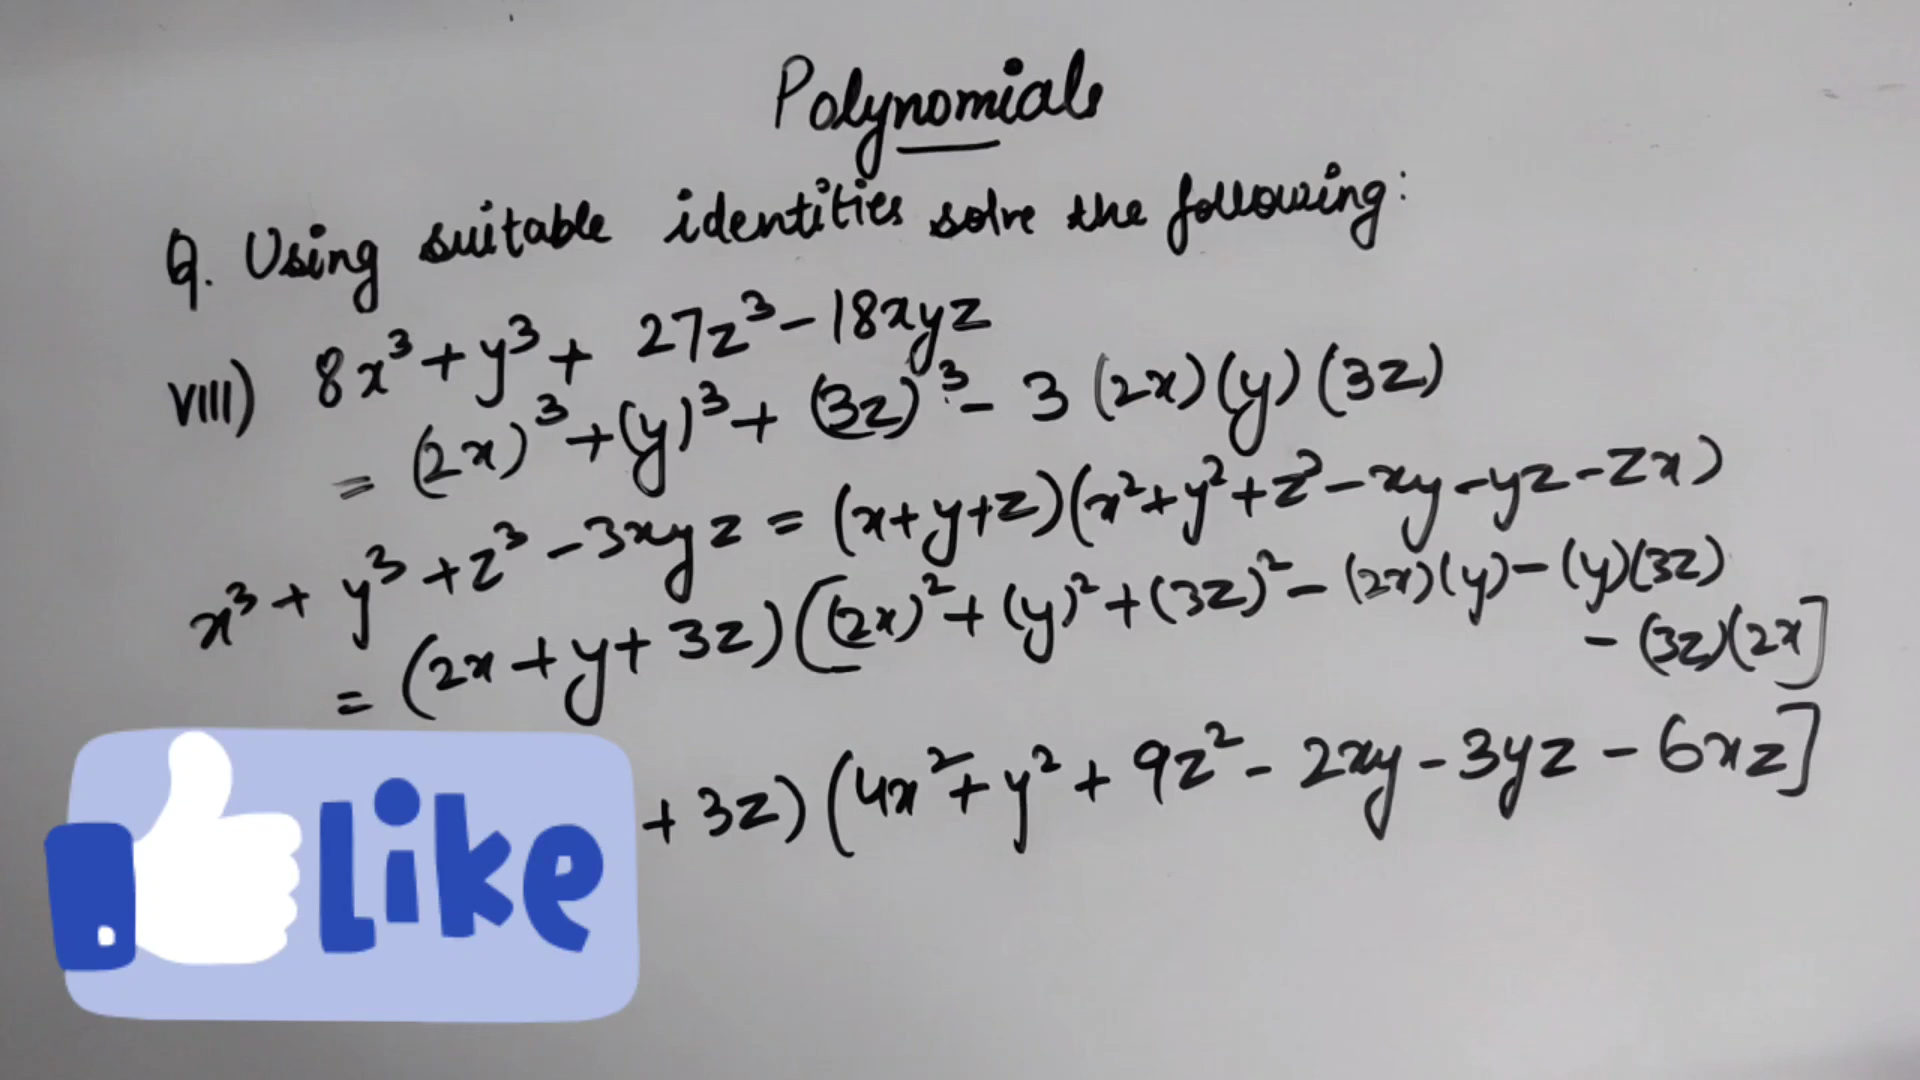 Polynomials
Q. Using suitable identities solve the following:
VIII) 8x³ + y³ + 27z³ - 18xyz
= (2x)³ + (y)³ + (3z)³ - 3 (2x) (y) (3z)
x³ + y³ + z³ - 3xyz = (x+y+z)(x² + y² + z² - xy - yz - zx)
= (2x + y + 3z) ((2x)² + (y)² + (3z)² - (2x)(y) - (y)(3z)
- (3z)(2x]
+ 3z) (4x² + y² + 9z² - 2xy - 3yz - 6xz]
Like